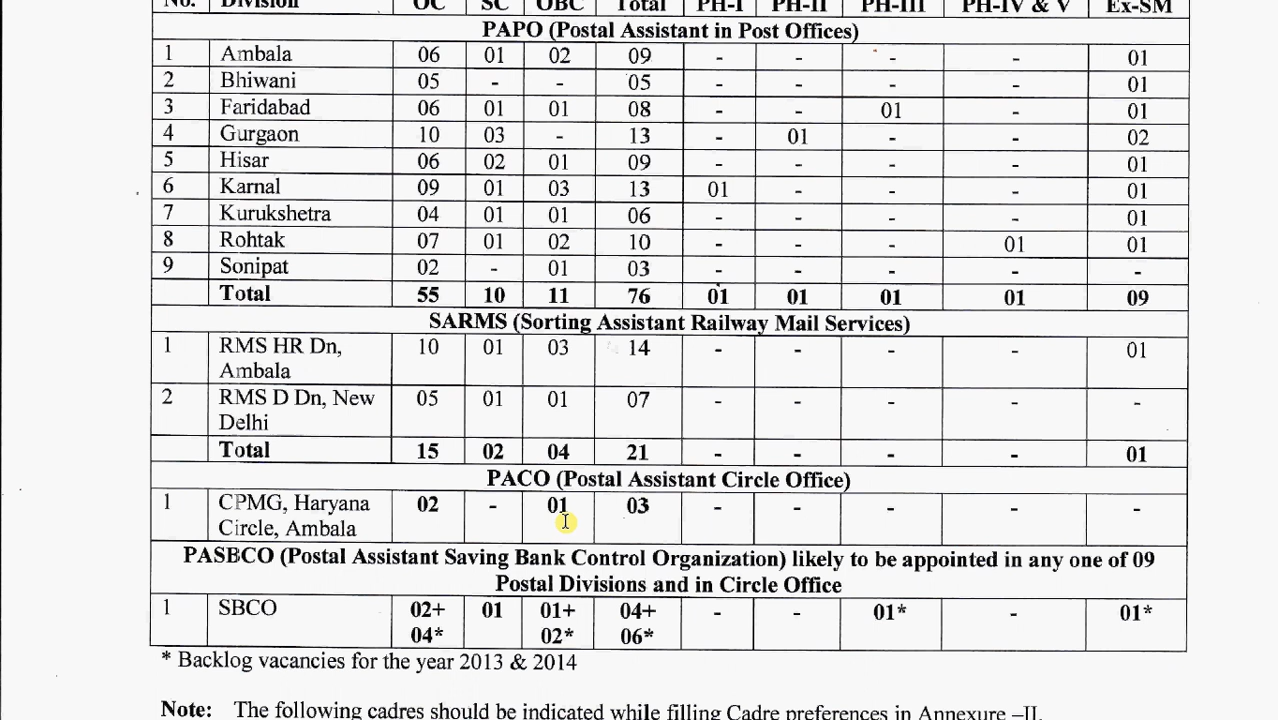 No. Division OC SC OBC Total PH-I PH-II PH-III PH-IV & V Ex-SM
PAPO (Postal Assistant in Post Offices)
1 Ambala 06 01 02 09 - - - - 01
2 Bhiwani 05 - - 05 - - - - 01
3 Faridabad 06 01 01 08 - - 01 - 01
4 Gurgaon 10 03 - 13 - 01 - - 02
5 Hisar 06 02 01 09 - - - - 01
6 Karnal 09 01 03 13 01 - - - 01
7 Kurukshetra 04 01 01 06 - - - - 01
8 Rohtak 07 01 02 10 - - - 01 01
9 Sonipat 02 - 01 03 - - - - -
Total 55 10 11 76 01 01 01 01 09
SARMS (Sorting Assistant Railway Mail Services)
1 RMS HR Dn, 10 01 03 14 - - - - 01
Ambala
2 RMS D Dn, New 05 01 01 07 - - - - -
Delhi
Total 15 02 04 21 - - - - 01
PACO (Postal Assistant Circle Office)
1 CPMG, Haryana 02 - 01 03 - - - - -
Circle, Ambala
PASBCO (Postal Assistant Saving Bank Control Organization) likely to be appointed in any one of 09
Postal Divisions and in Circle Office
1 SBCO 02+ 01 01+ 04+ - - 01* - 01*
04* 02* 06*
* Backlog vacancies for the year 2013 & 2014
Note: The following cadres should be indicated while filling Cadre preferences in Annexure –II.